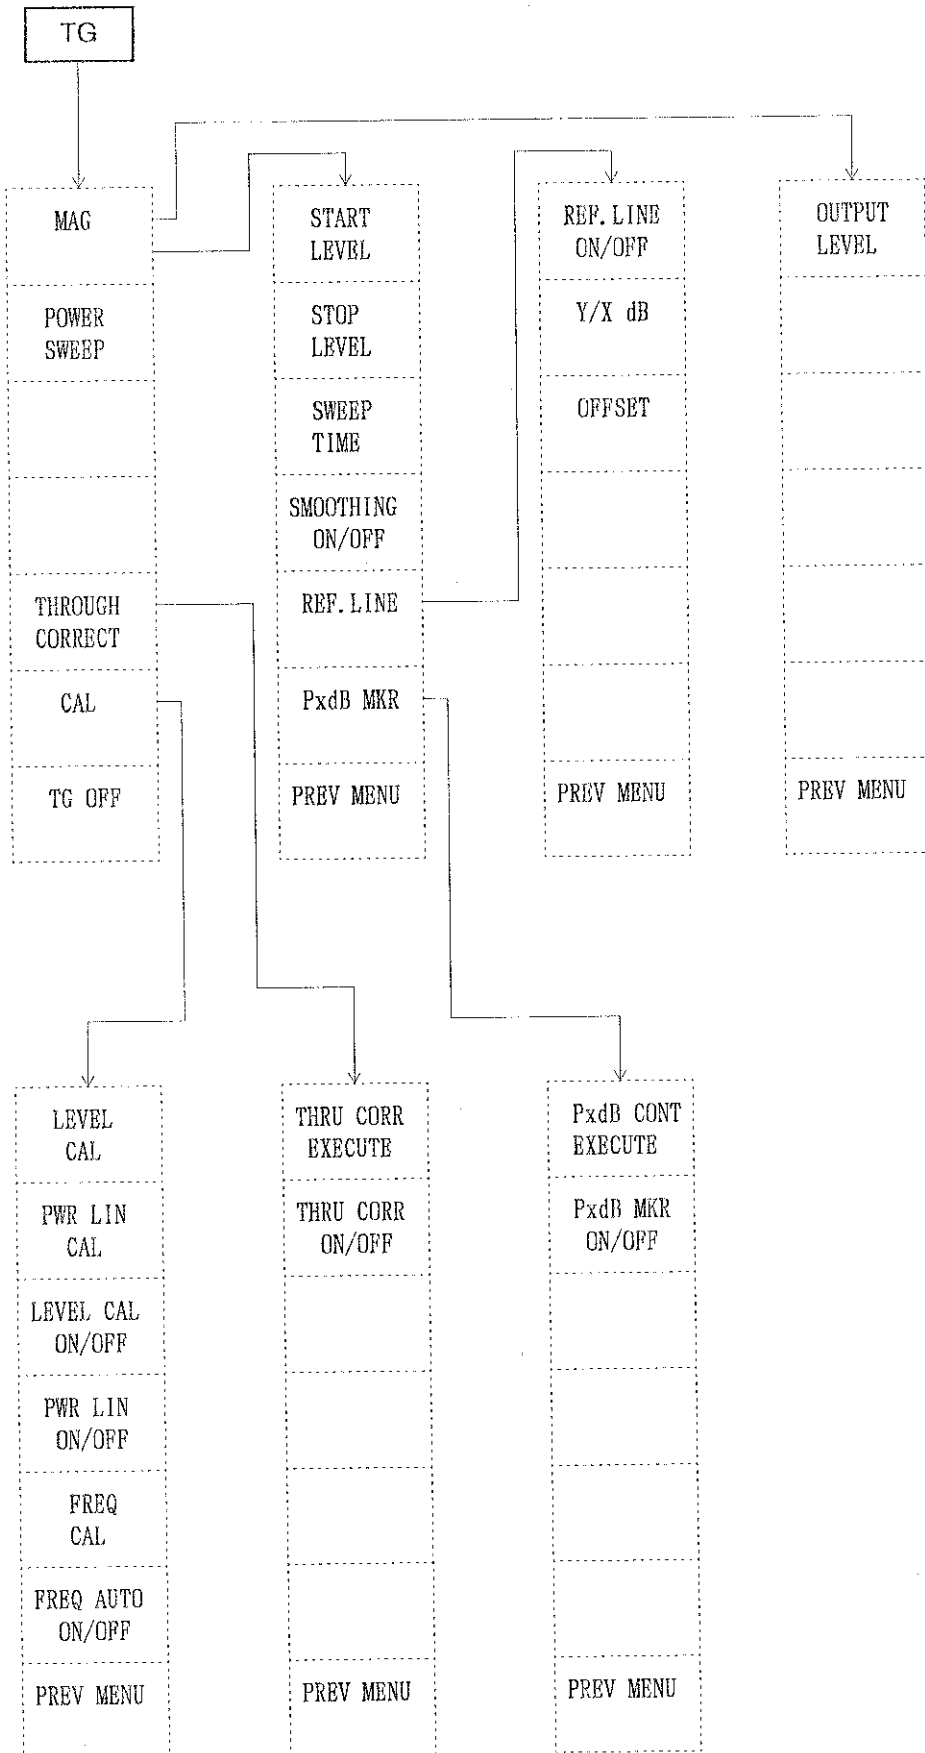 TG
MAG
POWER
SWEEP
THROUGH
CORRECT
CAL
TG OFF
START
LEVEL
STOP
LEVEL
SWEEP
TIME
SMOOTHING
ON/OFF
REF.LINE
PxdB MKR
PREV MENU
REF.LINE
ON/OFF
Y/X dB
OFFSET
PREV MENU
OUTPUT
LEVEL
PREV MENU
LEVEL
CAL
PWR LIN
CAL
LEVEL CAL
ON/OFF
PWR LIN
ON/OFF
FREQ
CAL
FREQ AUTO
ON/OFF
PREV MENU
THRU CORR
EXECUTE
THRU CORR
ON/OFF
PREV MENU
PxdB CONT
EXECUTE
PxdB MKR
ON/OFF
PREV MENU